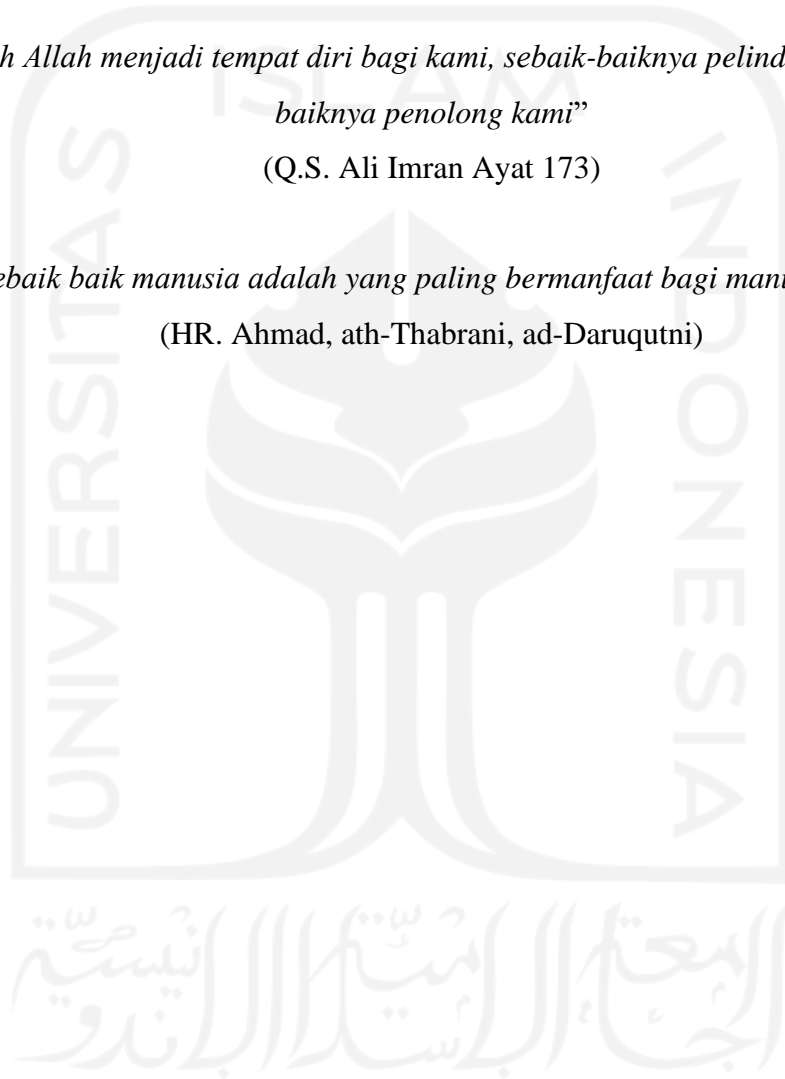 h Allah menjadi tempat diri bagi kami, sebaik-baiknya pelind
baiknya penolong kami”
(Q.S. Ali Imran Ayat 173)
ebaik baik manusia adalah yang paling bermanfaat bagi
(HR. Ahmad, ath-Thabrani, ad-Daruqutni)
ISLAM
UNIVERSITAS
INDONESIA